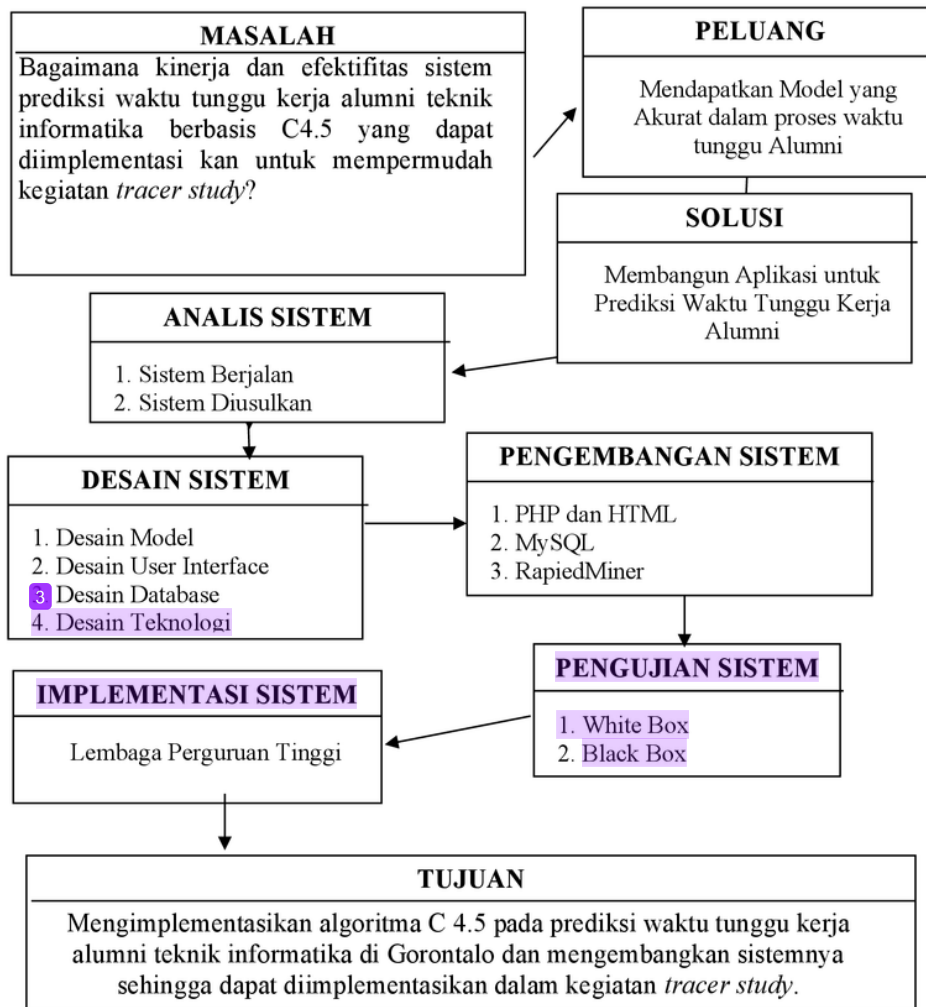 MASALAH
Bagaimana kinerja dan efektifitas sistem
prediksi waktu tunggu kerja alumni teknik
informatika berbasis C4.5 yang dapat
diimplementasi kan untuk mempermudah
kegiatan tracer study?
PELUANG
Mendapatkan Model yang
Akurat dalam proses waktu
tunggu Alumni
SOLUSI
Membangun Aplikasi untuk
Prediksi Waktu Tunggu Kerja
Alumni
ANALIS SISTEM
1. Sistem Berjalan
2. Sistem Diusulkan
DESAIN SISTEM
1. Desain Model
2. Desain User Interface
3 Desain Database
4. Desain Teknologi
PENGEMBANGAN SISTEM
1. PHP dan HTML
2. MySQL
3. RapiedMiner
PENGUJIAN SISTEM
1. White Box
2. Black Box
IMPLEMENTASI SISTEM
Lembaga Perguruan Tinggi
TUJUAN
Mengimplementasikan algoritma C 4.5 pada prediksi waktu tunggu kerja
alumni teknik informatika di Gorontalo dan mengembangkan sistemnya
sehingga dapat diimplementasikan dalam kegiatan tracer study.